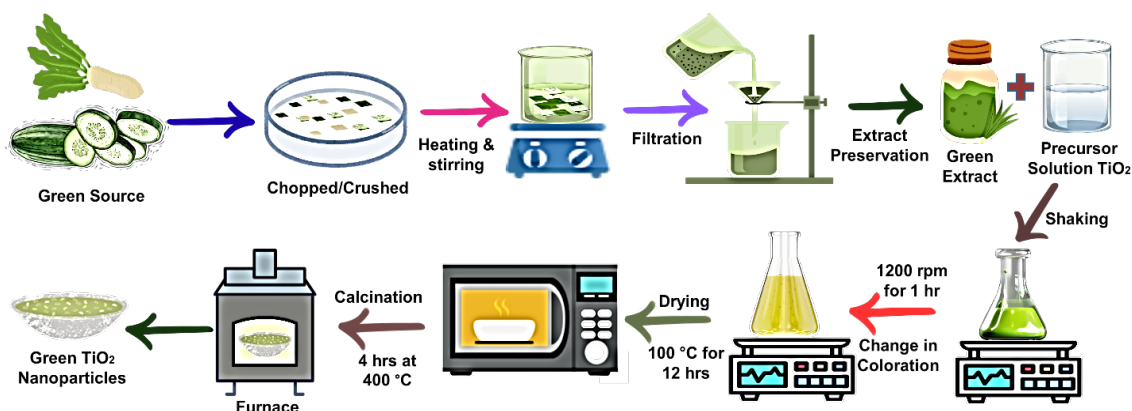 Green Source
Chopped/Crushed
Heating &
stirring
Filtration
Extract
Preservation
Green
Extract
Precursor
Solution TiO₂
Shaking
1200 rpm
for 1 hr
Change in
Coloration
Drying
100 °C for
12 hrs
Calcination
4 hrs at
400 °C
Furnace
Green TiO₂
Nanoparticles